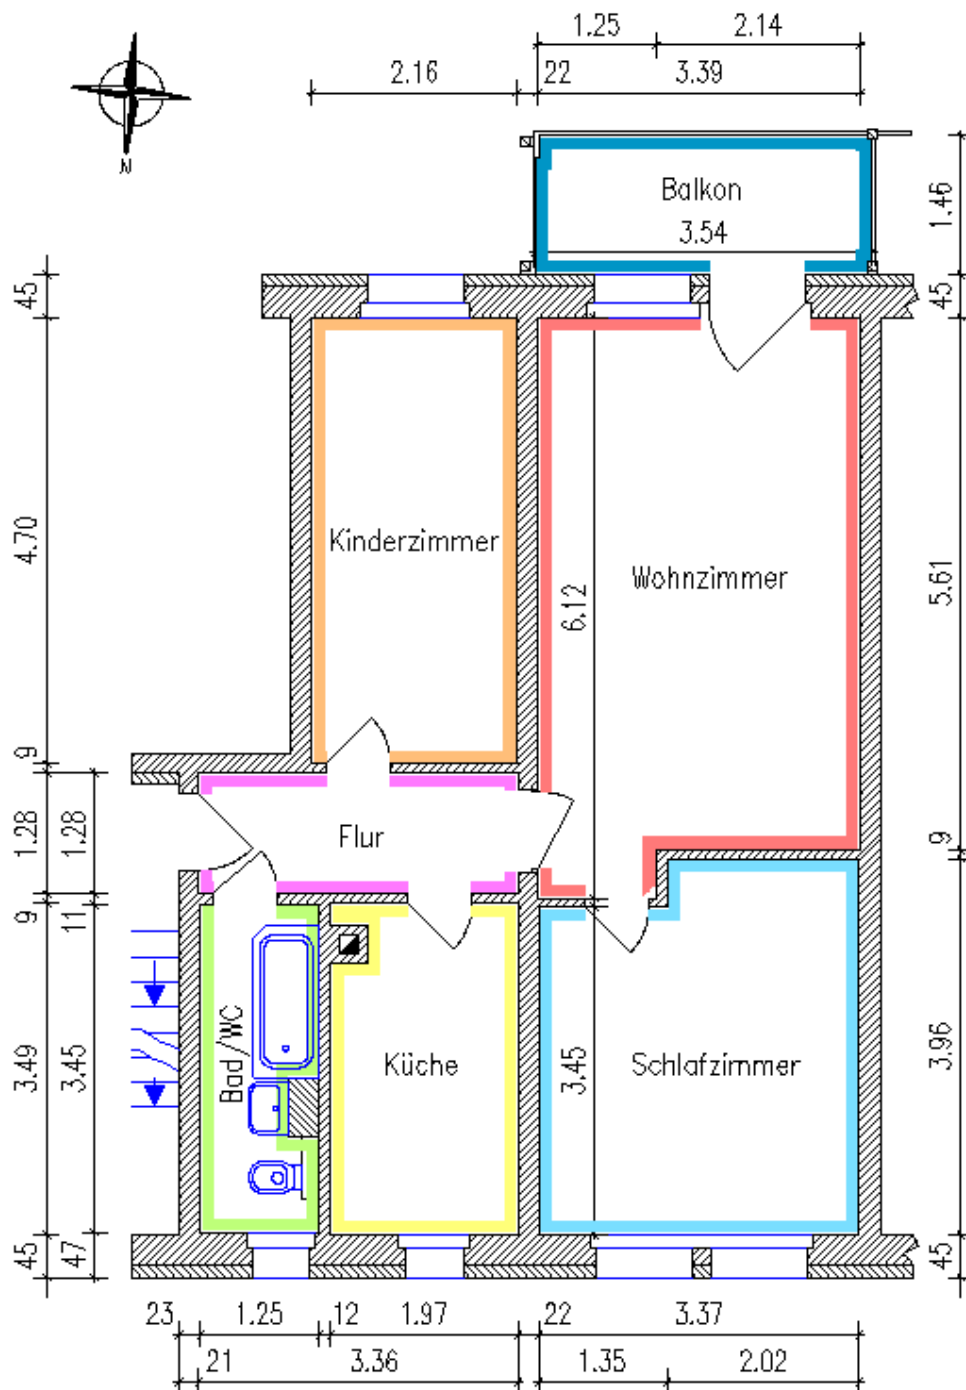 1.25 2.14
2.16 22 3.39
N
Balkon
3.54
1.46
45
45
4.70
Kinderzimmer
Wohnzimmer
6.12
5.61
9
9
1.28
1.28
Flur
9
11
3.49
3.45
Bad/WC
Küche
3.45
Schlafzimmer
3.96
45
47
45
23 1.25 12 1.97 22 3.37
21 3.36 1.35 2.02